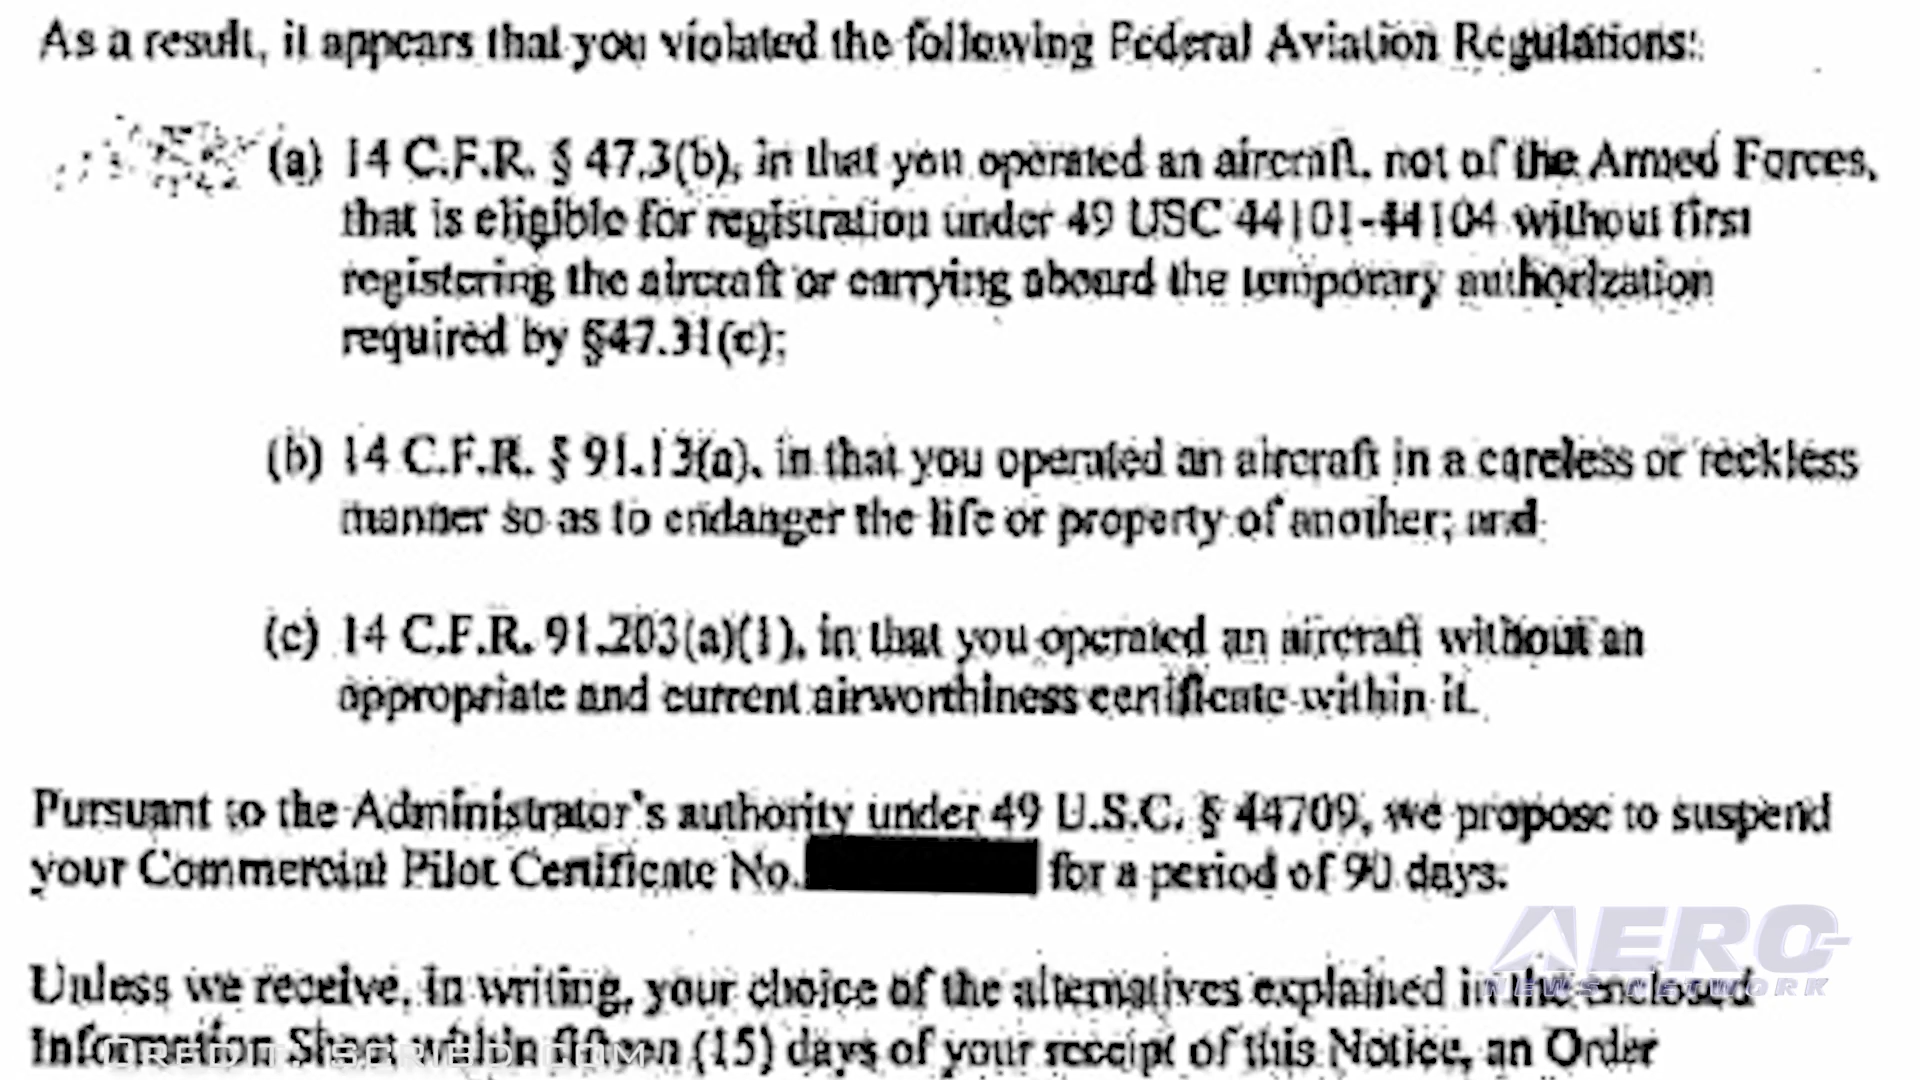 As a result, it appears that you violated the following Federal Aviation Regulations:
(a) 14 C.F.R. § 47.3(b), in that you operated an aircraft, not of the Armed Forces,
that is eligible for registration under 49 USC 44101-44104 without first
registering the aircraft or carrying aboard the temporary authorization
required by §47.31(c);
(b) 14 C.F.R. § 91.13(a), in that you operated an aircraft in a careless or reckless
manner so as to endanger the life or property of another; and
(c) 14 C.F.R. 91.203(a)(1), in that you operated an aircraft without an
appropriate and current airworthiness certificate within it.
Pursuant to the Administrator's authority under 49 U.S.C. § 44709, we propose to suspend
your Commercial Pilot Certificate No. for a period of 90 days.
Unless we receive, in writing, your choice of the alternatives explained in the enclosed
Information Sheet within fifteen (15) days of your receipt of this Notice, an Order
AERO-
NEWS NETWORK
CREDIT: SCRIBD.COM